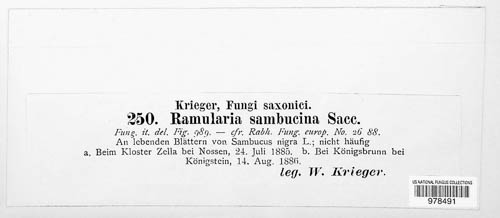 Krieger, Fungi saxonici.
250. Ramularia sambucina Sacc.
Fung. it. del. Fig. 989. — cfr. Rabh. Fung. europ. No. 26 88.
An lebenden Blättern von Sambucus nigra L.; nicht häufig
a. Beim Kloster Zella bei Nossen, 24. Juli 1885. b. Bei Königsbrunn bei
Königstein, 14. Aug. 1886.
leg. W. Krieger.
US NATIONAL FUNGUS COLLECTIONS
978491